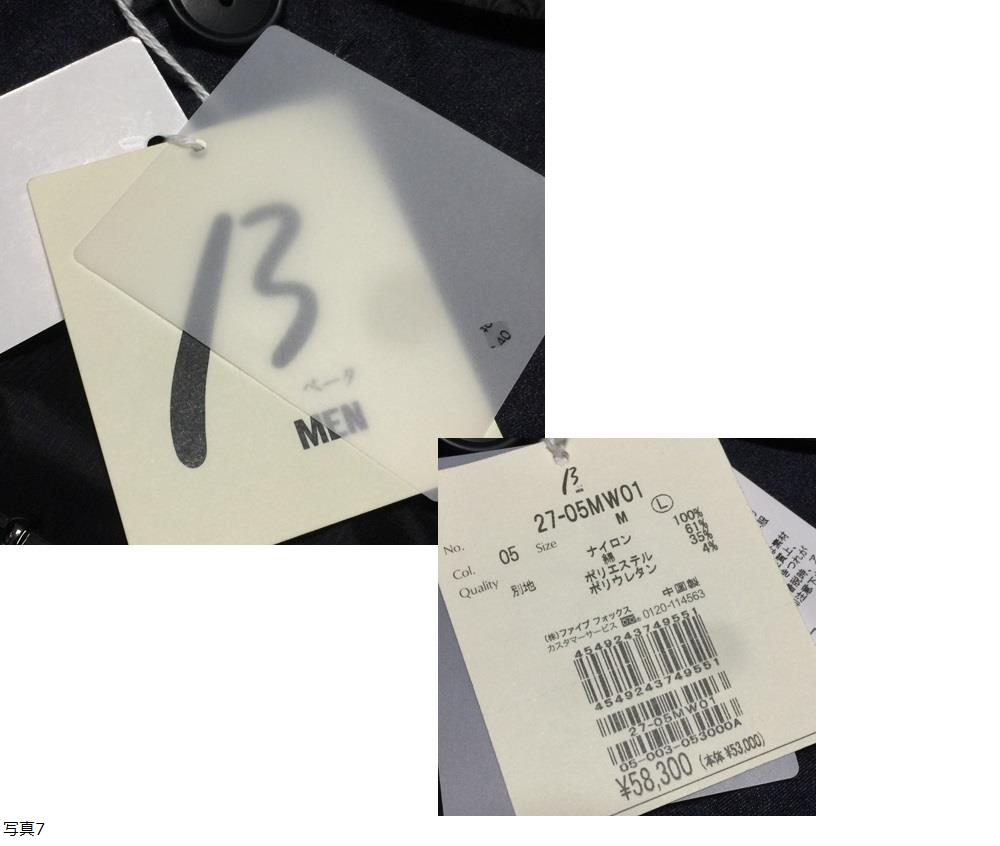 β
ベータ
MEN
40
β
No. 27-05MW01
Col. 05 Size M Ⓛ
Quality ナイロン 100%
別地 綿 61%
ポリエステル 35%
ポリウレタン 4%
中国製
(株)ファイブ フォックス
カスタマーサービス 0120-114563
4549243749551
4549243749551
27-05MW01
05-003-053000A
¥58,300 (本体 ¥53,000)
写真7